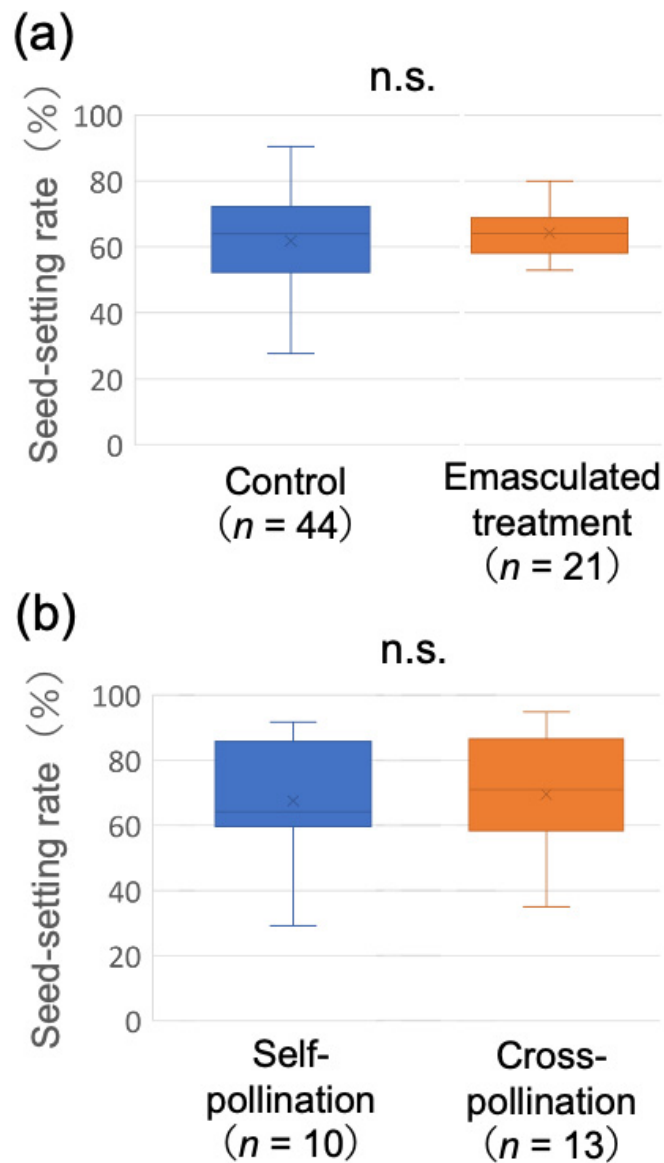 (a)
n.s.
Seed-setting rate (%)
100
80
60
40
20
0
Control
(n = 44)
Emasculated
treatment
(n = 21)
(b)
n.s.
Seed-setting rate (%)
100
80
60
40
20
0
Self-
pollination
(n = 10)
Cross-
pollination
(n = 13)